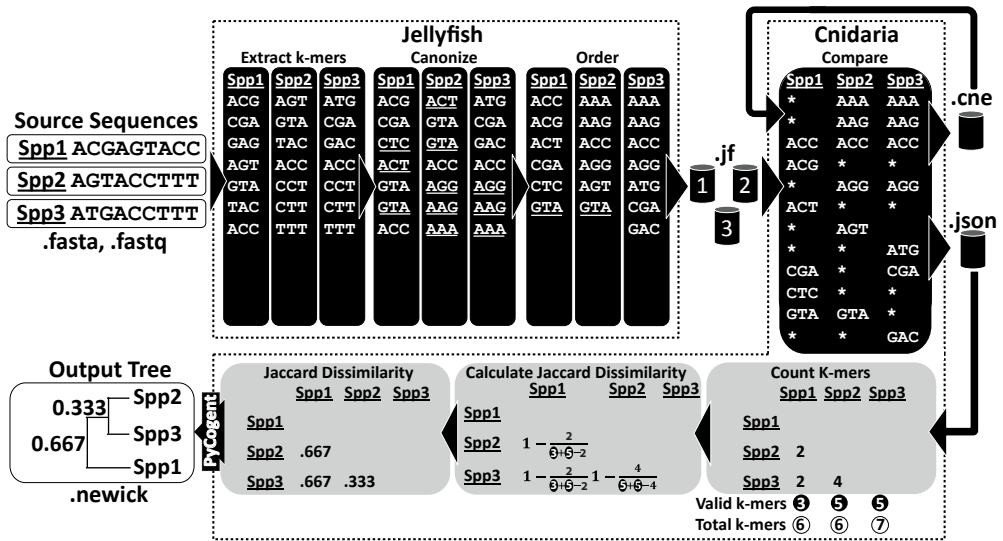 Jellyfish
Extract k-mers Canonize Order
Spp1 Spp2 Spp3 Spp1 Spp2 Spp3 Spp1 Spp2 Spp3
ACG AGT ATG ACG ACT ATG ACC AAA AAA
CGA GTA CGA CGA GTA CGA ACG AAG AAG
GAG TAC GAC CTC GTA GAC ACT ACC ACC
AGT ACC ACC ACT ACC ACC CGA AGG AGG
GTA CCT CCT GTA AGG AGG CTC AGT ATG
TAC CTT CTT GTA AAG AAG GTA GTA CGA
ACC TTT TTT ACC AAA AAA GAC
Source Sequences
Spp1 ACGAGTACC
Spp2 AGTACCTTT
Spp3 ATGACCTTT
.fasta, .fastq
.jf
1 2
3
Cnidaria
Compare
Spp1 Spp2 Spp3
* AAA AAA
* AAG AAG
ACC ACC ACC
ACG * *
* AGG AGG
ACT *
* AGT
* * ATG
CGA * CGA
CTC * *
GTA GTA *
* * GAC
.cne
.json
Count K-mers
Spp1 Spp2 Spp3
Spp1
Spp2 2
Spp3 2 4
Valid k-mers 3 5 5
Total k-mers 6 6 7
Calculate Jaccard Dissimilarity
Spp1 Spp2 Spp3
Spp1
Spp2 1 − 2/(3+5−2)
Spp3 1 − 2/(3+5−2) 1 − 4/(5+5−4)
Jaccard Dissimilarity
Spp1 Spp2 Spp3
Spp1
Spp2 .667
Spp3 .667 .333
PyCogent
Output Tree
0.333 Spp2
Spp3
0.667 Spp1
.newick